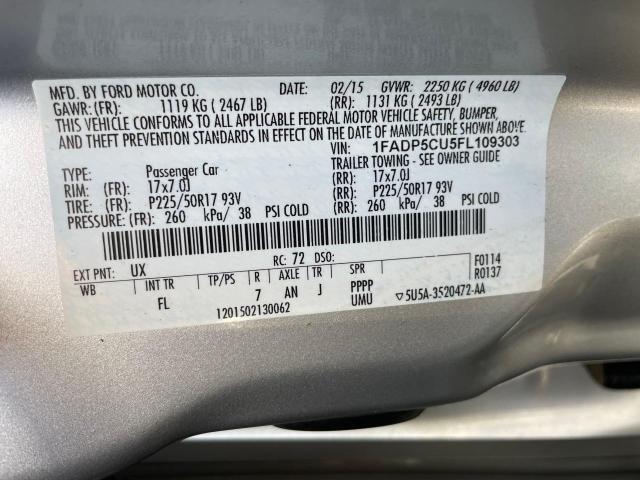 MFD. BY FORD MOTOR CO. DATE: 02/15 GVWR: 2250 KG ( 4960 LB)
GAWR: (FR): 1119 KG ( 2467 LB) (RR): 1131 KG ( 2493 LB)
THIS VEHICLE CONFORMS TO ALL APPLICABLE FEDERAL MOTOR VEHICLE SAFETY, BUMPER,
AND THEFT PREVENTION STANDARDS IN EFFECT ON THE DATE OF MANUFACTURE SHOWN ABOVE.
VIN: 1FADP5CU5FL109303
TYPE: Passenger Car TRAILER TOWING - SEE OWNER GUIDE
RIM: (FR): 17x7.0J (RR): 17x7.0J
TIRE: (FR): P225/50R17 93V (RR): P225/50R17 93V
PRESSURE: (FR): 260 kPa/ 38 PSI COLD (RR): 260 kPa/ 38 PSI COLD
EXT PNT: UX RC: 72 DSO: F0114
WB INT TR TP/PS R AXLE TR SPR R0137
FL 7 AN J PPPP
UMU ▽5U5A-3520472-AA
1201502130062